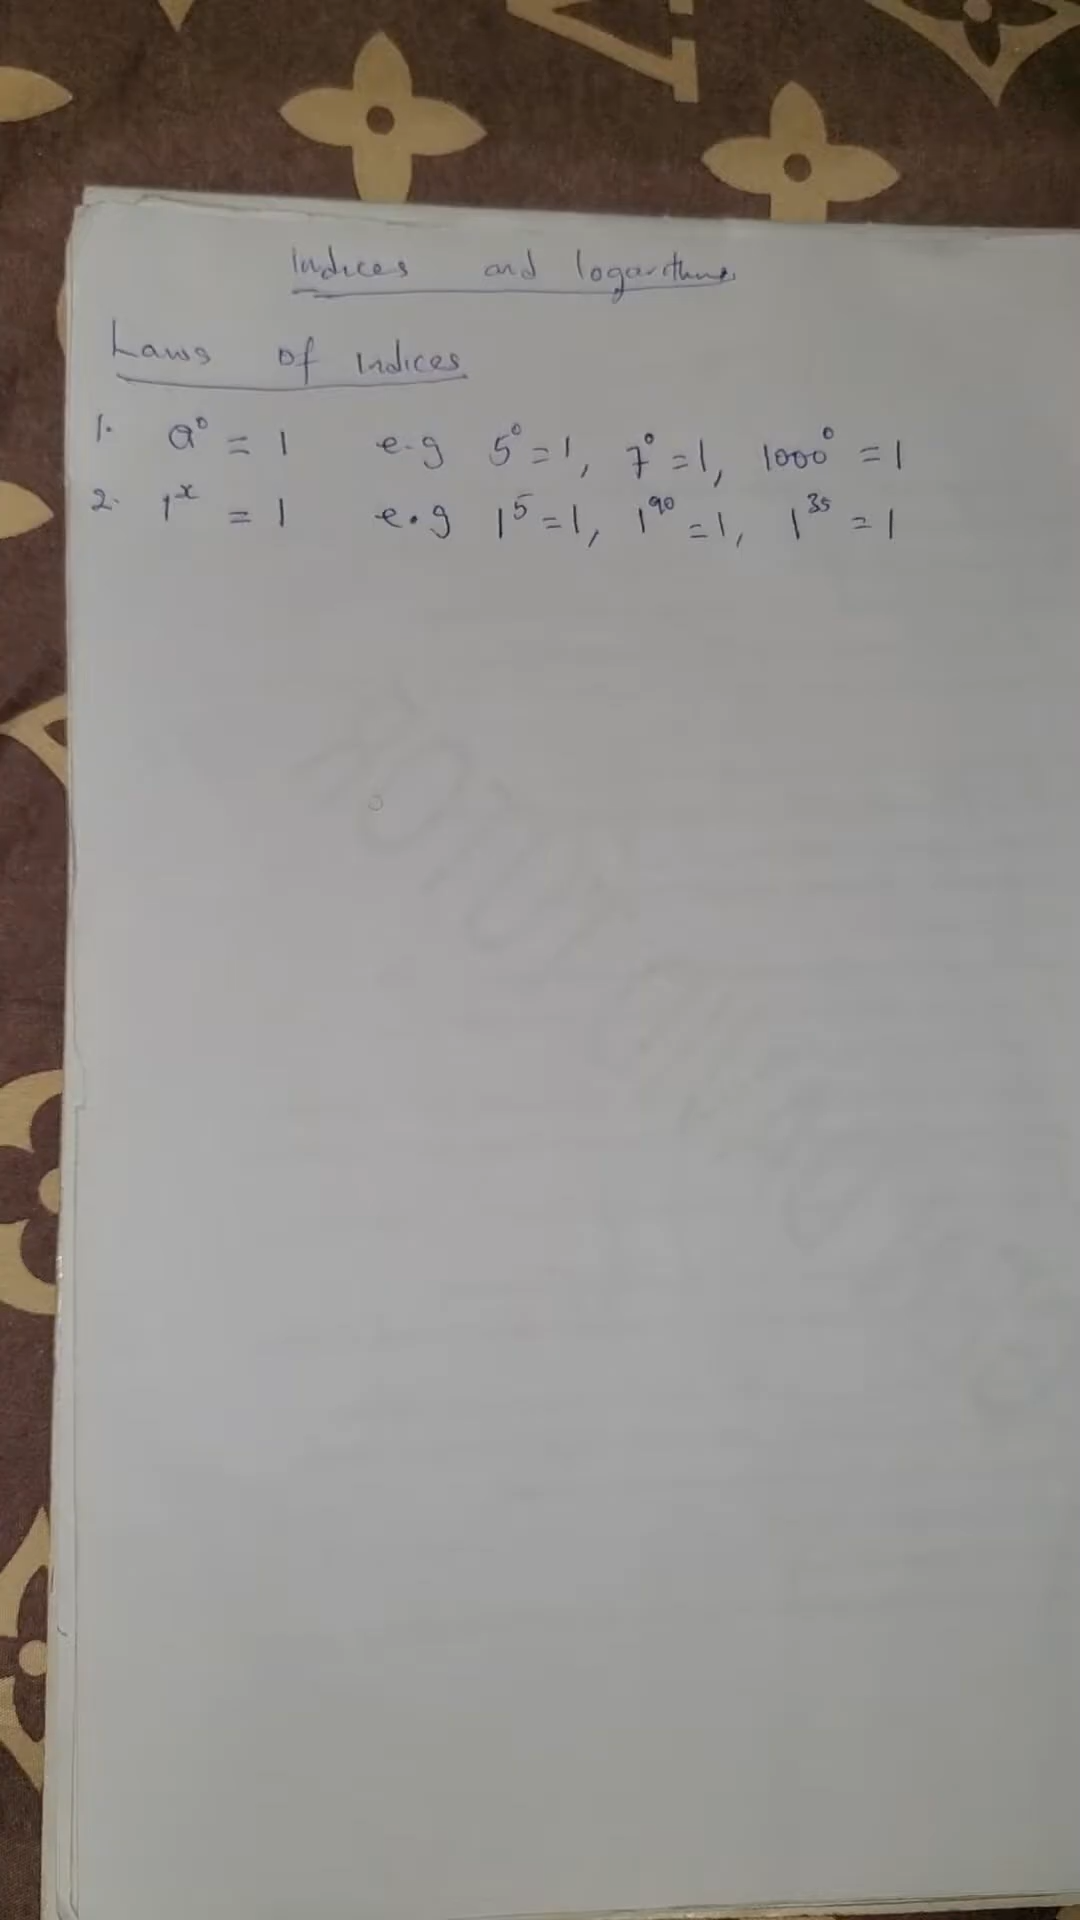 Indices and logarithms
Laws of indices
1. a⁰ = 1 e.g 5⁰ = 1, 7⁰ = 1, 1000⁰ = 1
2. 1ˣ = 1 e.g 1⁵ = 1, 1⁹⁰ = 1, 1³⁵ = 1